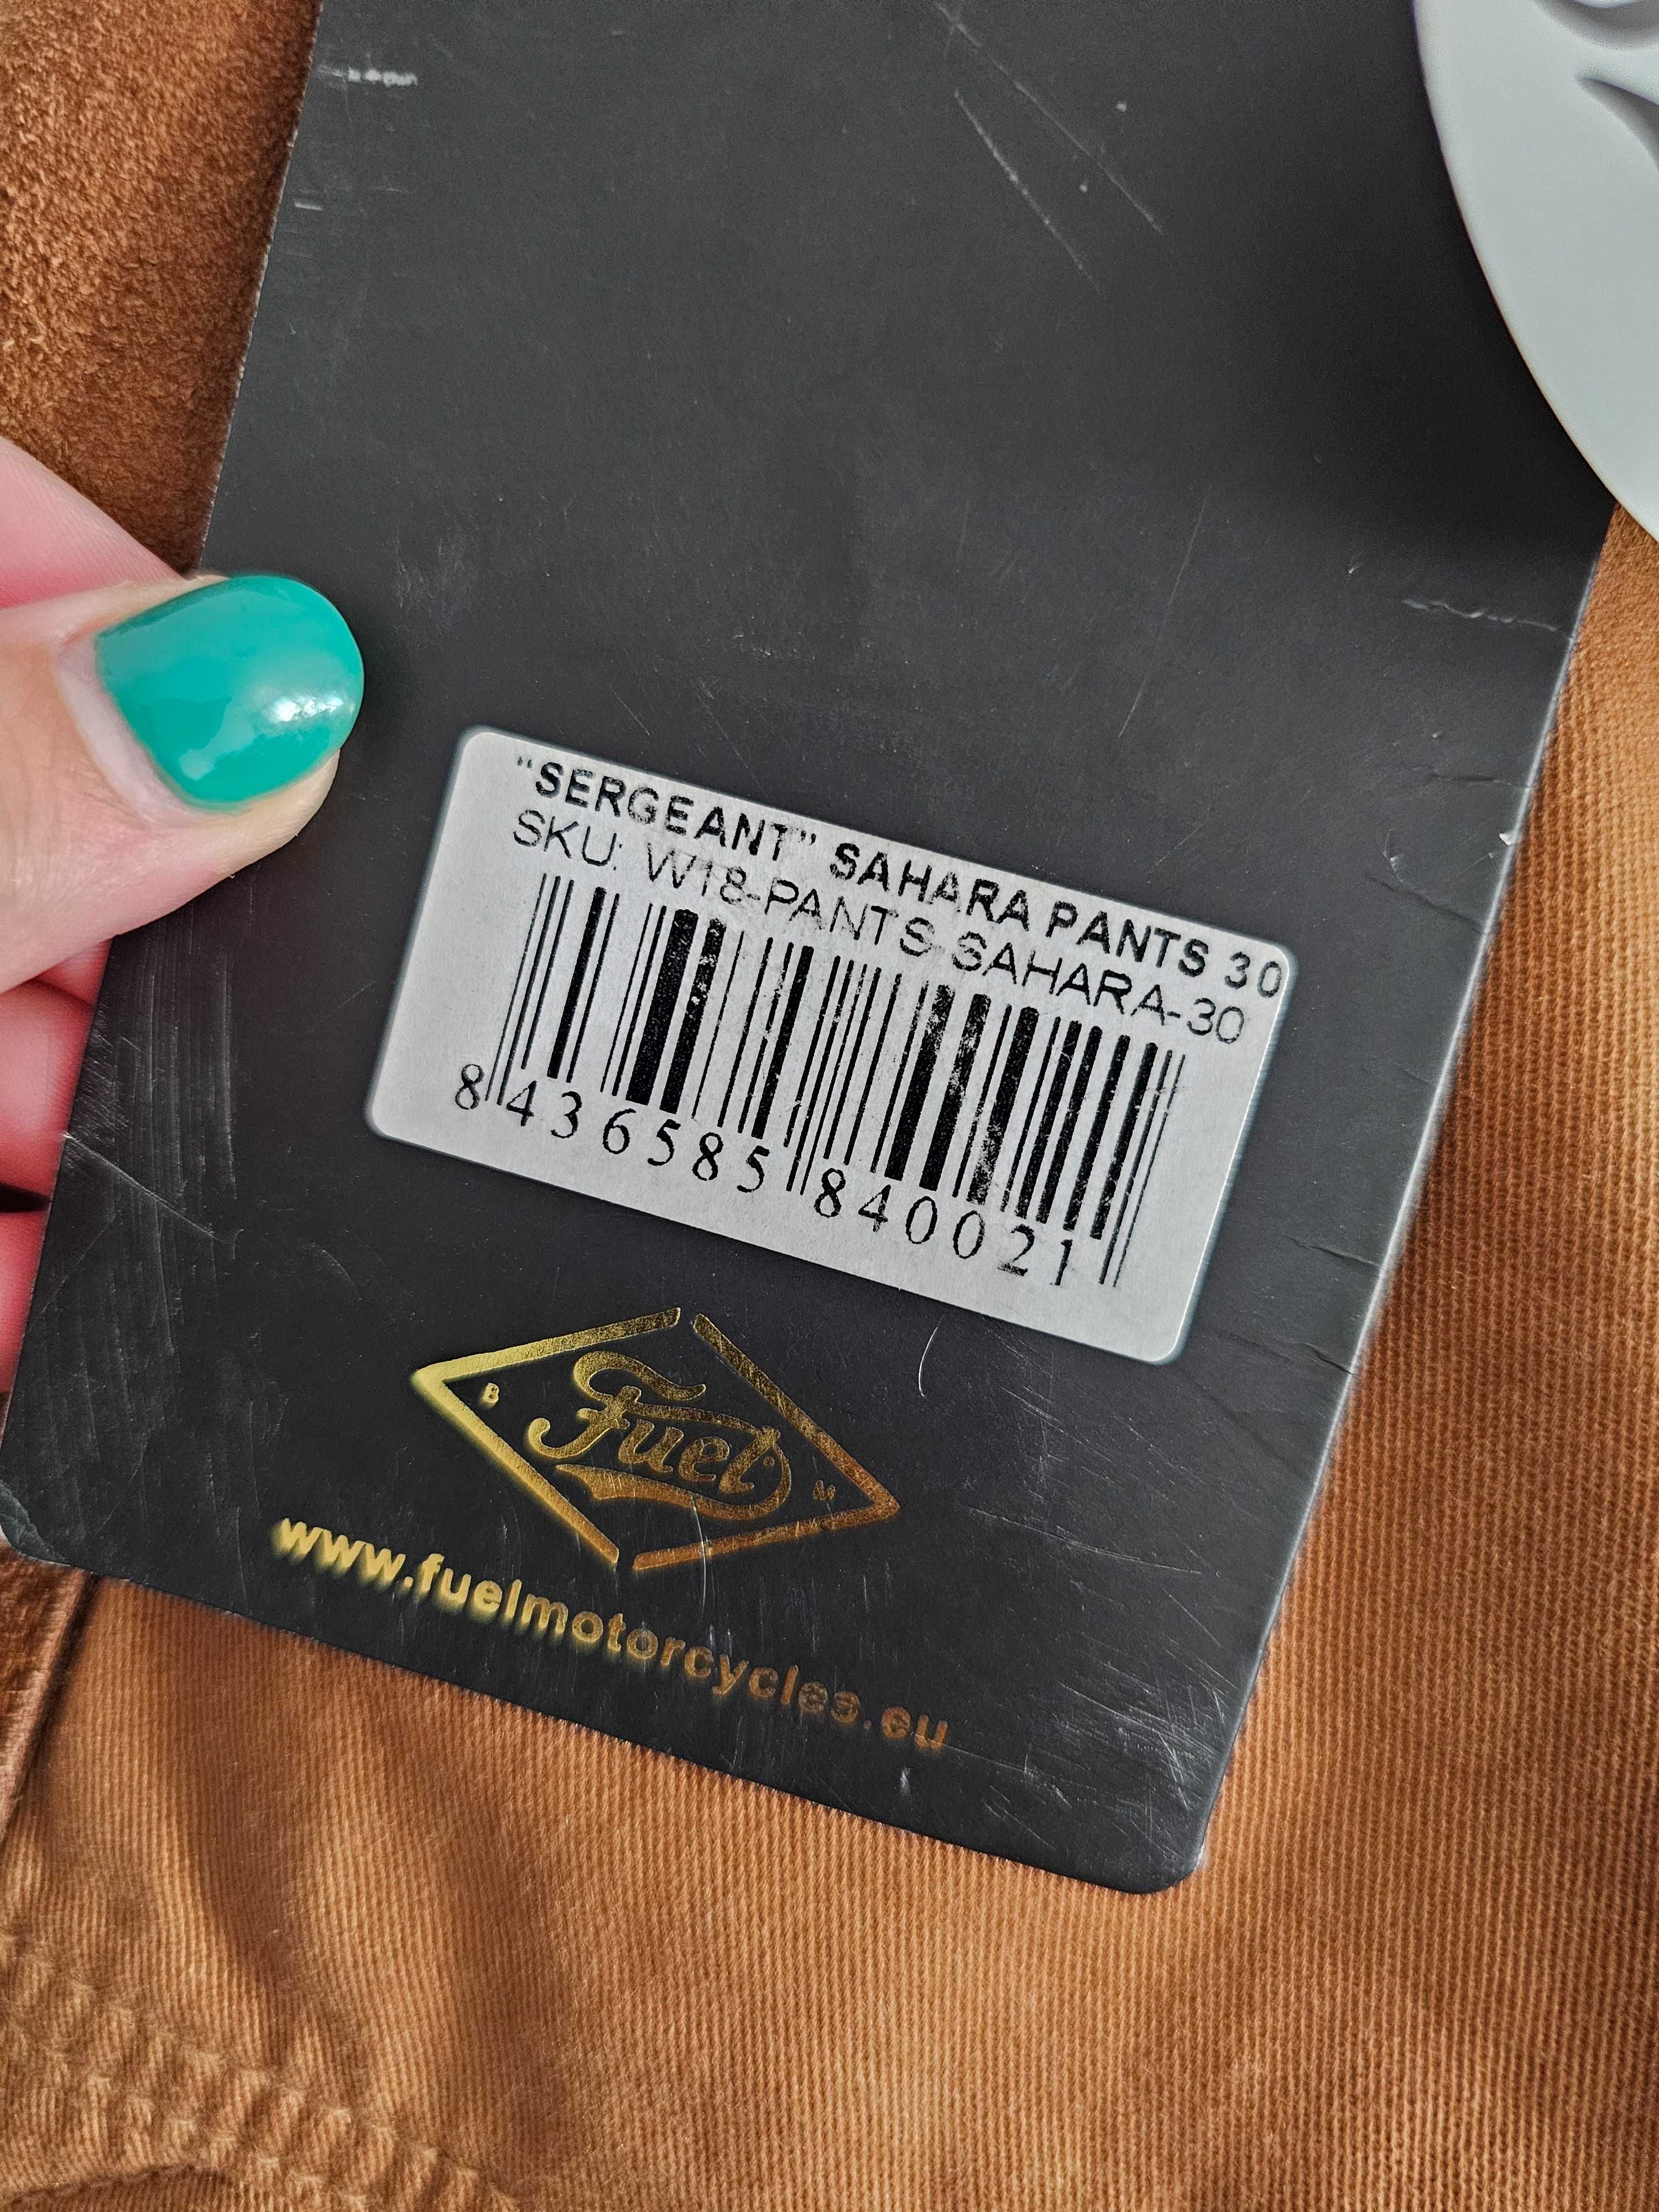 "SERGEANT" SAHARA PANTS 30
SKU: W18-PANTS-SAHARA-30
8 436585 840021
B Fuel M
www.fuelmotorcycles.eu